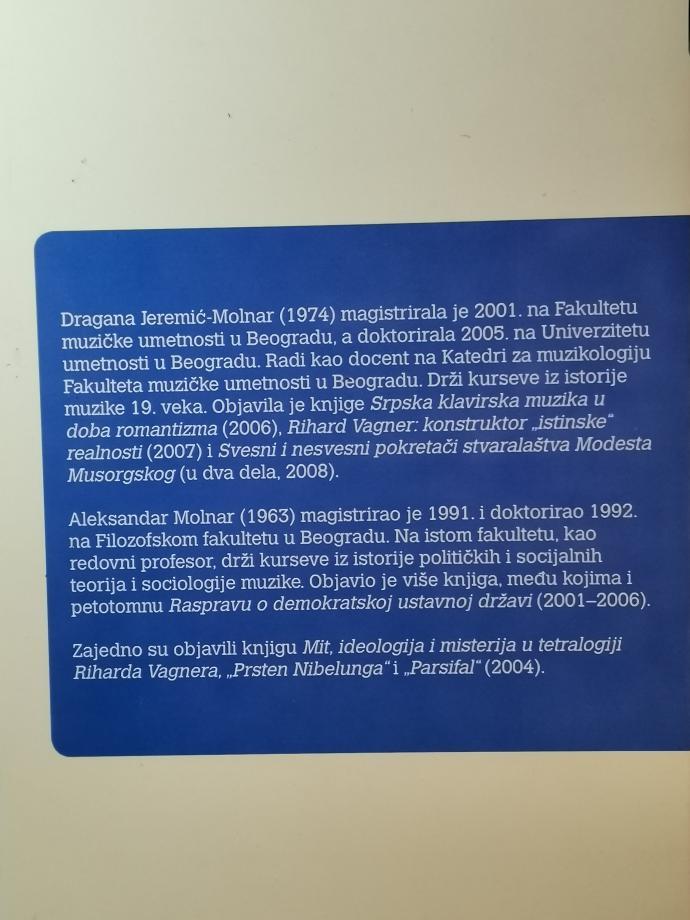 Dragana Jeremić-Molnar (1974) magistrirala je 2001. na Fakultetu
muzičke umetnosti u Beogradu, a doktorirala 2005. na Univerzitetu
umetnosti u Beogradu. Radi kao docent na Katedri za muzikologiju
Fakulteta muzičke umetnosti u Beogradu. Drži kurseve iz istorije
muzike 19. veka. Objavila je knjige Srpska klavirska muzika u
doba romantizma (2006), Rihard Vagner: konstruktor „istinske“
realnosti (2007) i Svesni i nesvesni pokretači stvaralaštva Modesta
Musorgskog (u dva dela, 2008).
Aleksandar Molnar (1963) magistrirao je 1991. i doktorirao 1992.
na Filozofskom fakultetu u Beogradu. Na istom fakultetu, kao
redovni profesor, drži kurseve iz istorije političkih i socijalnih
teorija i sociologije muzike. Objavio je više knjiga, među kojima i
petotomnu Raspravu o demokratskoj ustavnoj državi (2001–2006).
Zajedno su objavili knjigu Mit, ideologija i misterija u tetralogiji
Riharda Vagnera, „Prsten Nibelunga“ i „Parsifal“ (2004).